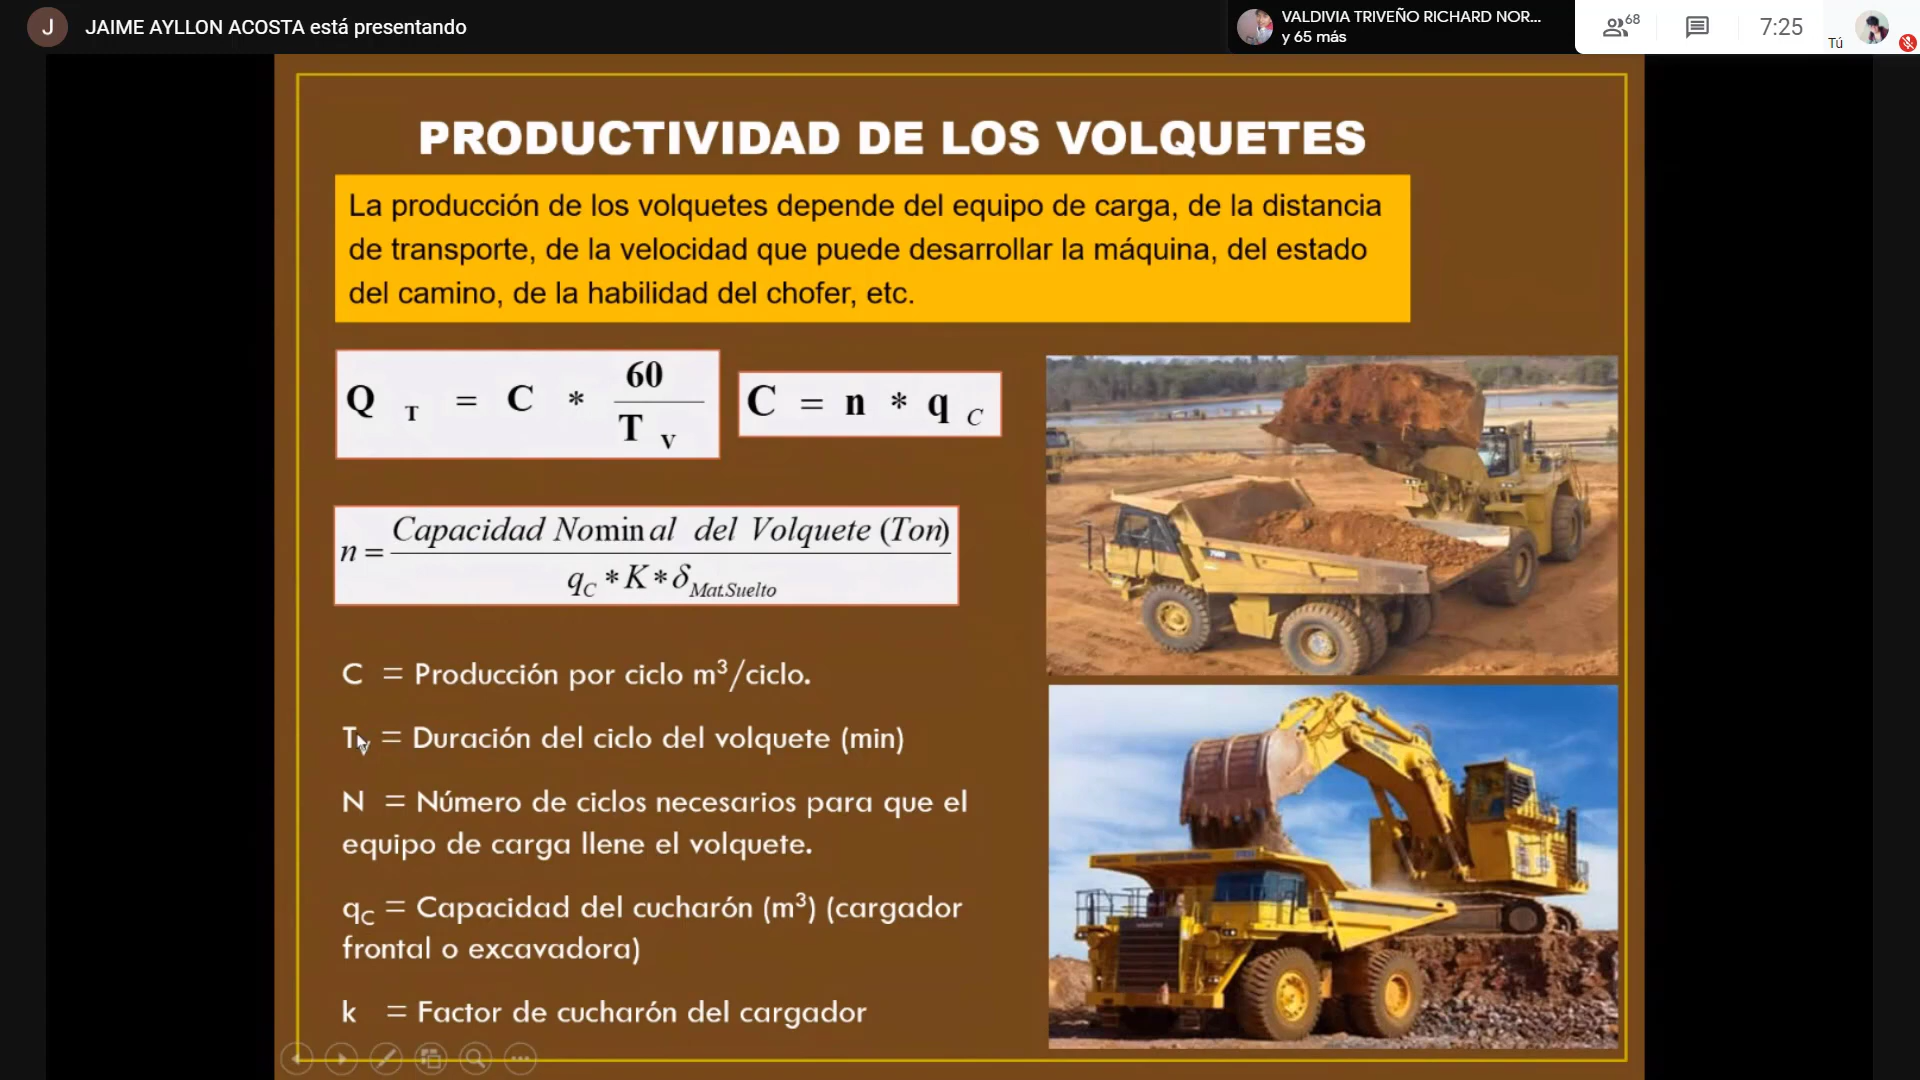 J JAIME AYLLON ACOSTA está presentando
VALDIVIA TRIVEÑO RICHARD NOR...
y 65 más
68
7:25
Tú
PRODUCTIVIDAD DE LOS VOLQUETES
La producción de los volquetes depende del equipo de carga, de la distancia
de transporte, de la velocidad que puede desarrollar la máquina, del estado
del camino, de la habilidad del chofer, etc.
Q T = C * 60 / T V
C = n * q C
n = Capacidad Nominal del Volquete (Ton) / qC * K * δ Mat.Suelto
C = Producción por ciclo m³/ciclo.
Tv = Duración del ciclo del volquete (min)
N = Número de ciclos necesarios para que el
equipo de carga llene el volquete.
qC = Capacidad del cucharón (m³) (cargador
frontal o excavadora)
k = Factor de cucharón del cargador